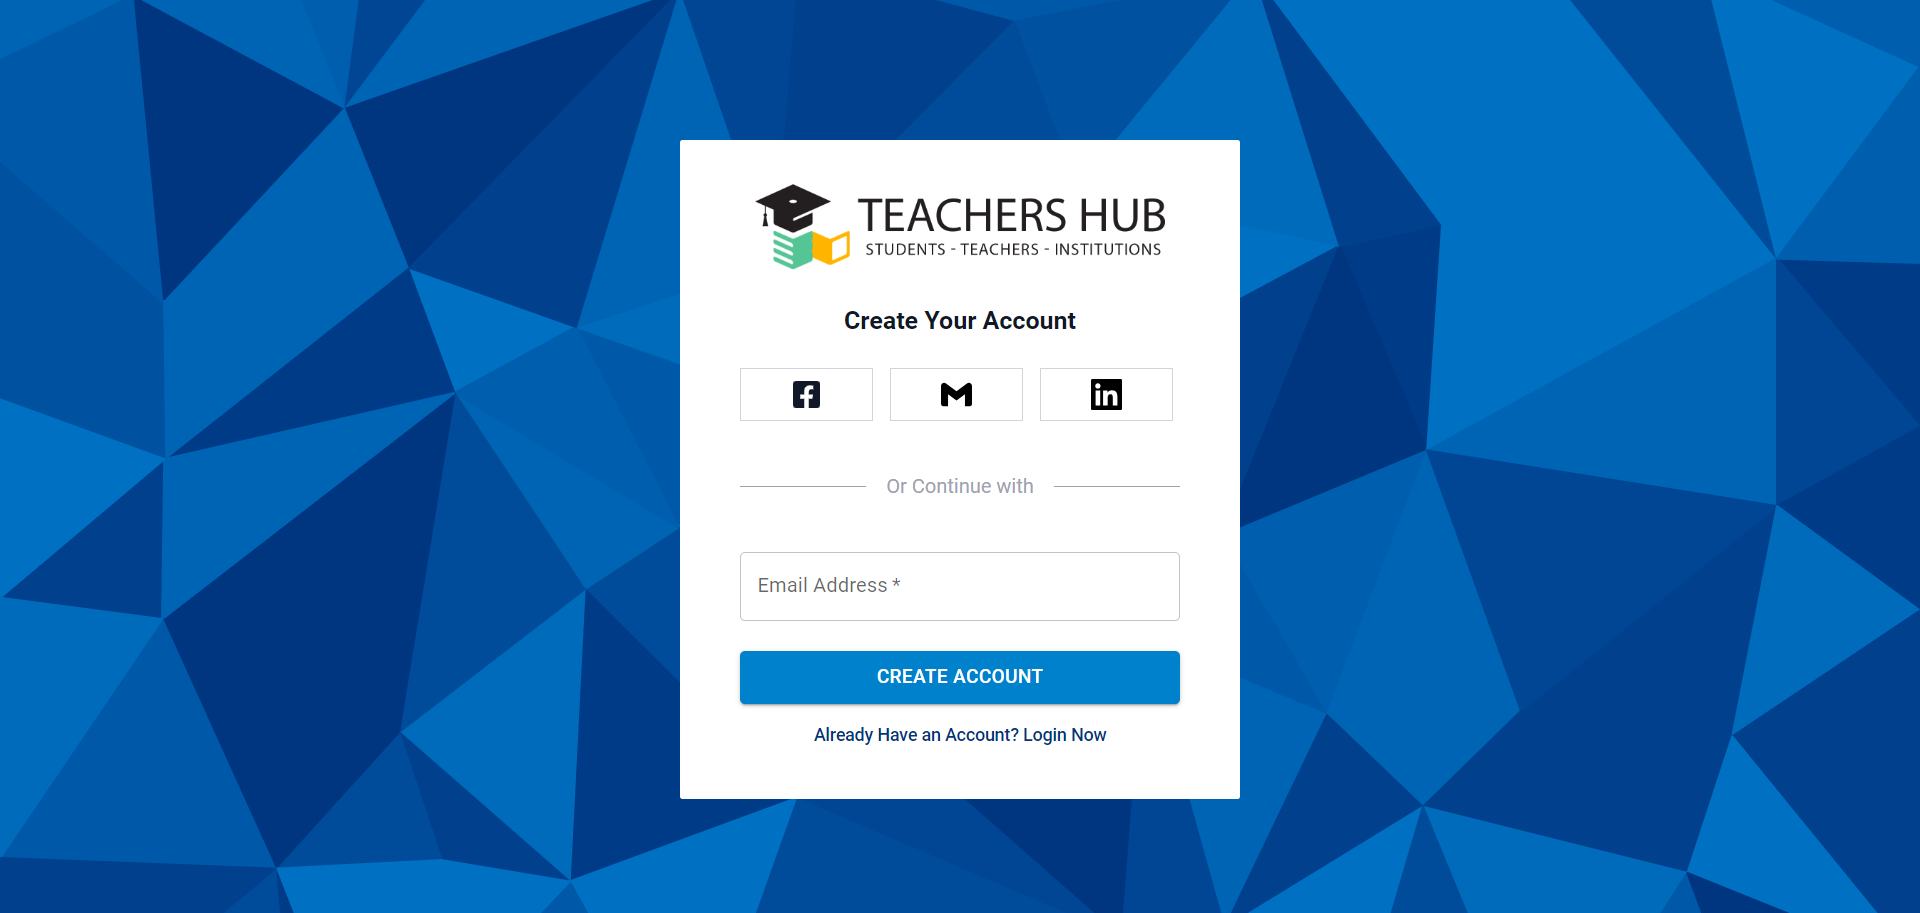 TEACHERS HUB
STUDENTS - TEACHERS - INSTITUTIONS
Create Your Account
Or Continue with
Email Address *
CREATE ACCOUNT
Already Have an Account? Login Now